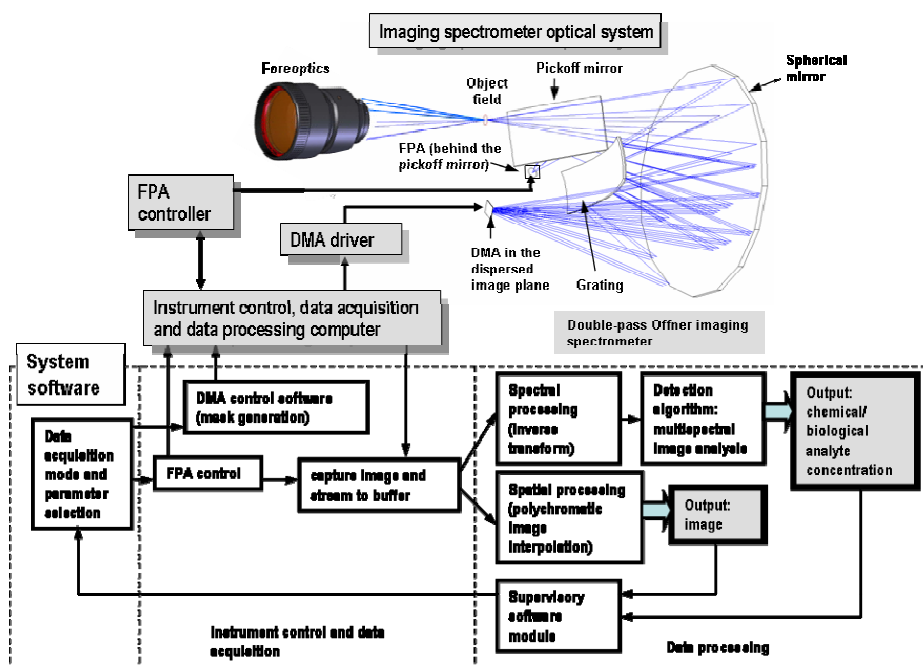 Imaging spectrometer optical system
Foreoptics
Object
field
Pickoff mirror
Spherical
mirror
FPA (behind the
pickoff mirror)
FPA
controller
DMA driver
DMA in the
dispersed
image plane
Grating
Instrument control, data acquisition
and data processing computer
Double-pass Offner imaging
spectrometer
System
software
DMA control software
(mask generation)
Spectral
processing
(inverse
transform)
Detection
algorithm:
multispectral
image analysis
Output:
chemical/
biological
analyte
concentration
Data
acquisition
mode and
parameter
selection
FPA control
capture image and
stream to buffer
Spatial processing
(polychromatic
image
interpolation)
Output:
image
Supervisory
software
module
Instrument control and data
acquisition
Data processing